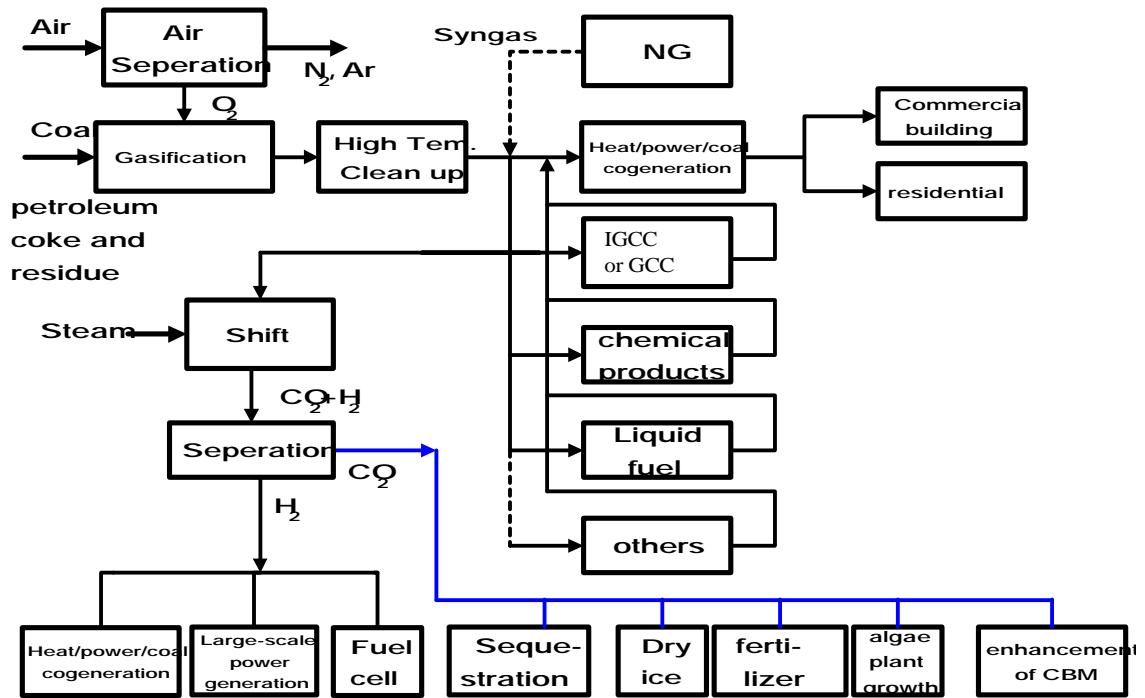 Air
Air
Seperation
N2, Ar
Syngas
NG
O2
Coa
Gasification
High Tem.
Clean up
Heat/power/coal
cogeneration
Commercia
building
residential
petroleum
coke and
residue
IGCC
or GCC
Steam
Shift
chemical
products
CO2+H2
Seperation
CO2
Liquid
fuel
H2
others
Heat/power/coal
cogeneration
Large-scale
power
generation
Fuel
cell
Seque-
stration
Dry
ice
ferti-
lizer
algae
plant
growth
enhancement
of CBM